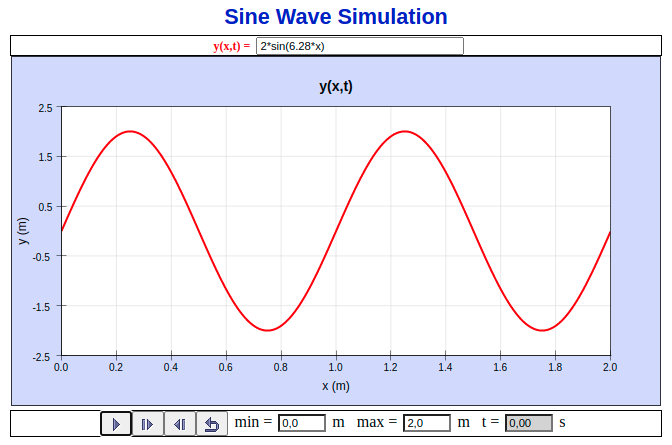 Sine Wave Simulation
y(x,t) = 2*sin(6.28*x)
y(x,t)
2.5
1.5
0.5
-0.5
-1.5
-2.5
y (m)
0.0 0.2 0.4 0.6 0.8 1.0 1.2 1.4 1.6 1.8 2.0
x (m)
min = 0,0 m max = 2,0 m t = 0,00 s